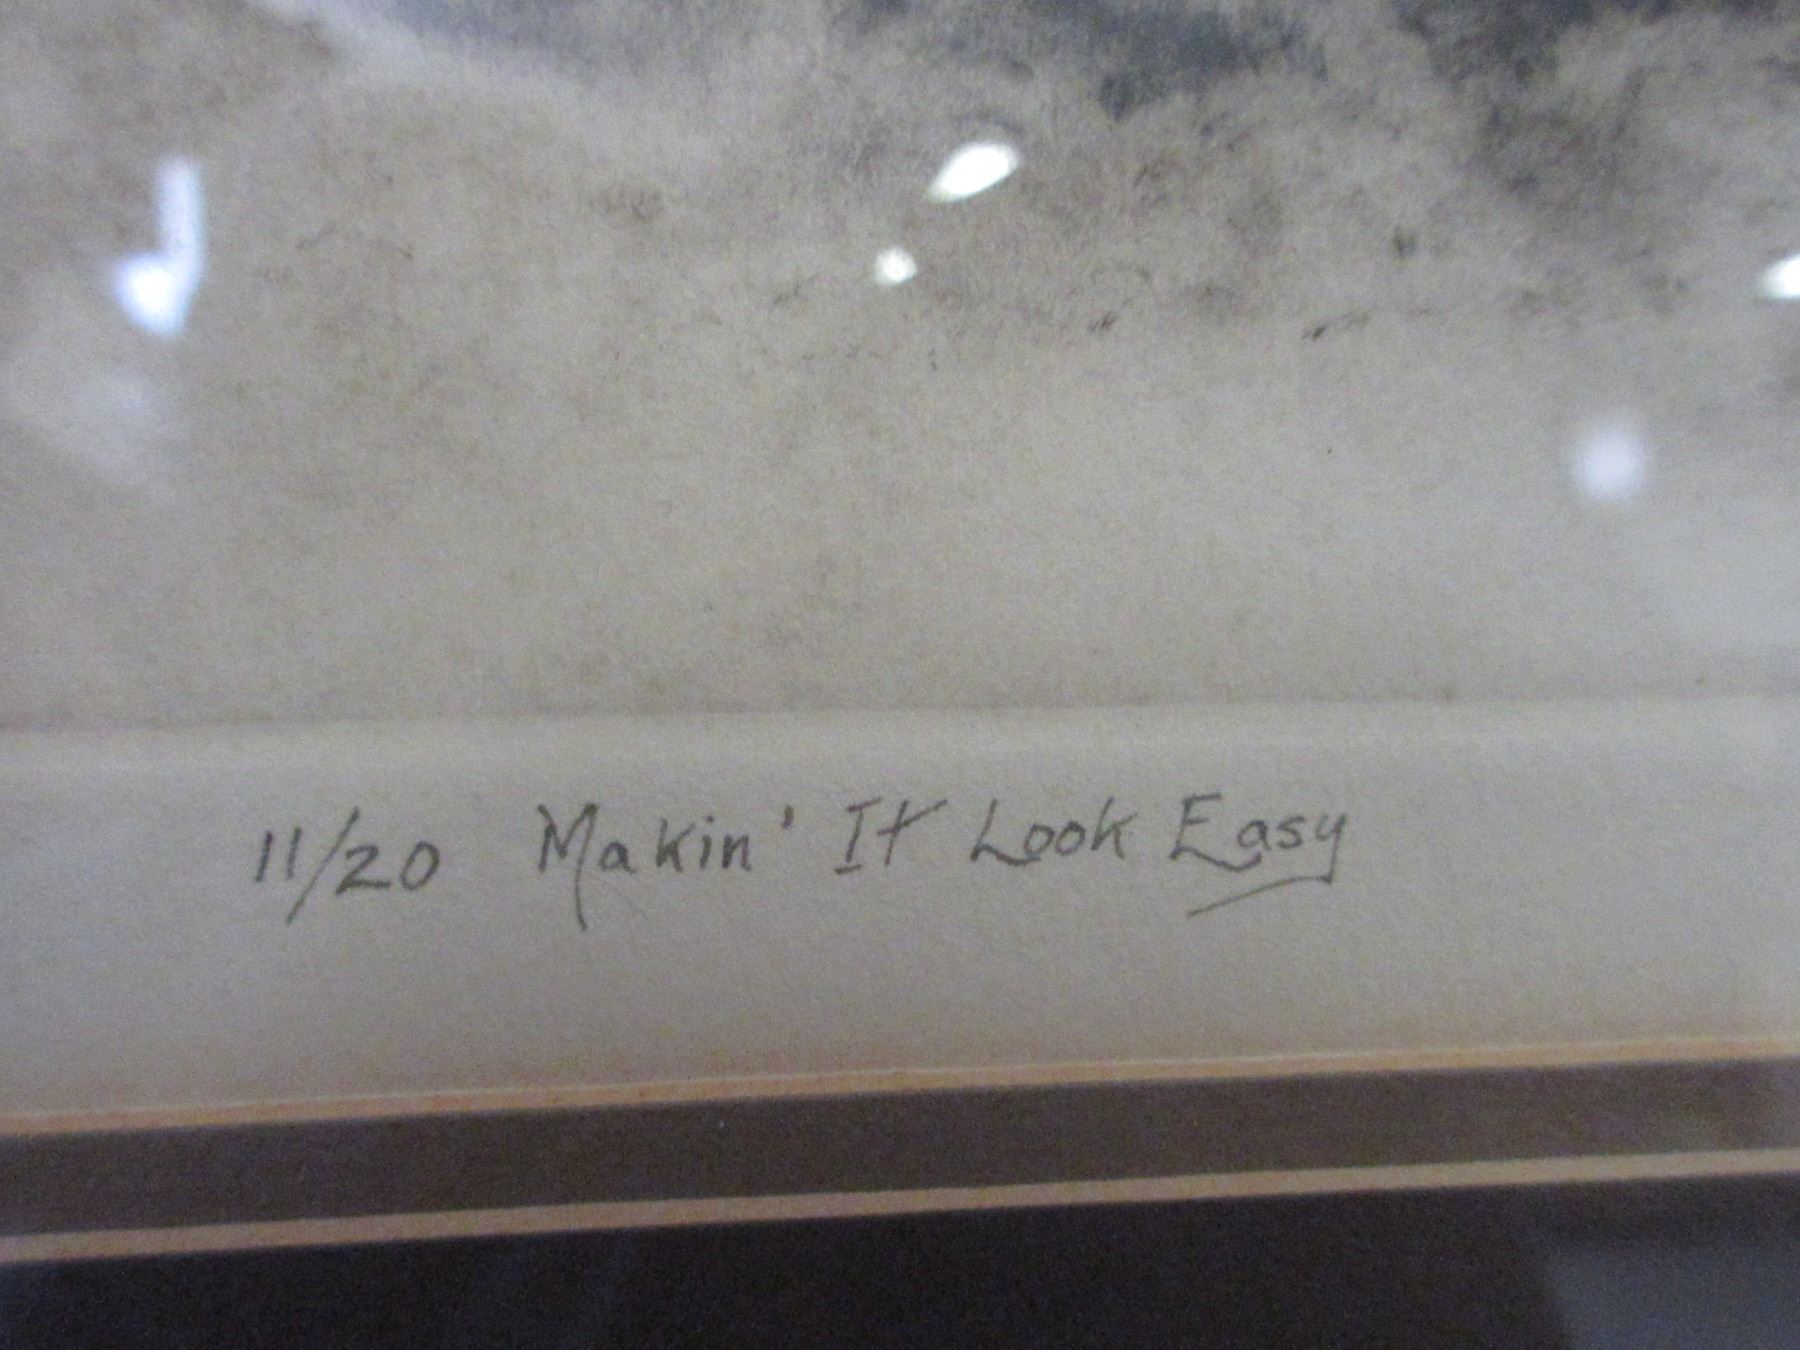 11/20 Makin' It Look Easy